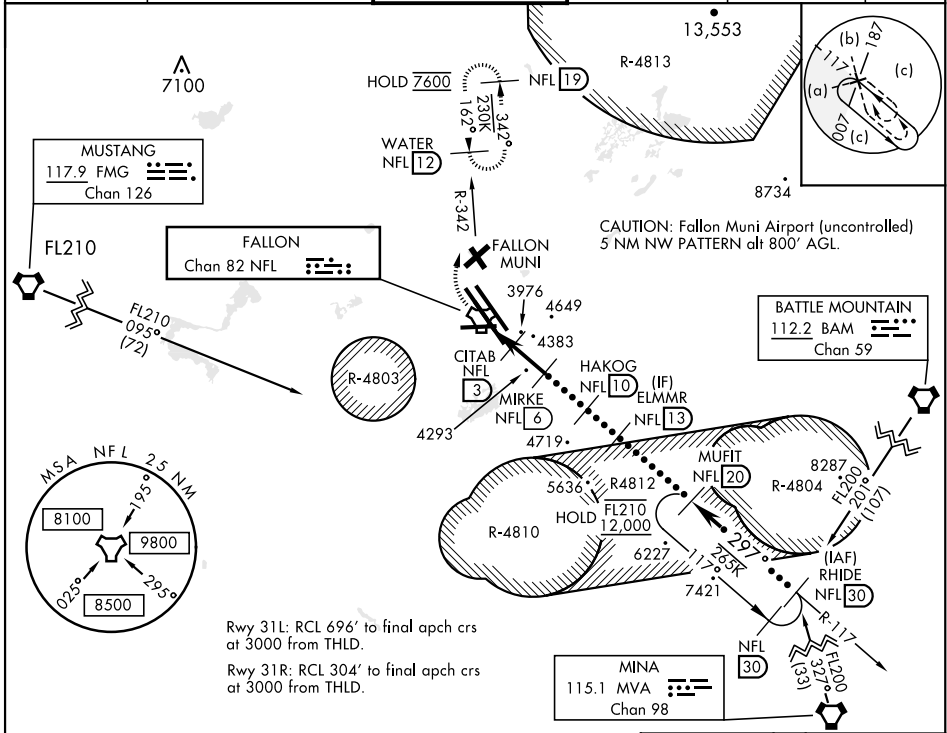 13,553
R-4813
7100
HOLD 7600
NFL 19
162°
230K
342°
WATER
NFL 12
R-342
(b)
187
117
(a)
(c)
007
(c)
8734
MUSTANG
117.9 FMG
Chan 126
FL210
CAUTION: Fallon Muni Airport (uncontrolled)
5 NM NW PATTERN alt 800' AGL.
FALLON
Chan 82 NFL
FALLON
MUNI
3976
4649
4383
FL210
095°
(72)
R-4803
CITAB
NFL
3
4293
MIRKE
NFL 6
HAKOG
NFL 10
(IF)
ELMMR
NFL 13
BATTLE MOUNTAIN
112.2 BAM
Chan 59
4719
MUFIT
NFL 20
R-4804
8287
FL200
201°
(107)
5636
R4812
HOLD
FL210
12,000
R-4810
6227
117°
265K
297°
7421
(IAF)
RHIDE
NFL 30
R-117
NFL
30
MSA NFL 25 NM
195°
8100
9800
025°
8500
295°
Rwy 31L: RCL 696' to final apch crs
at 3000 from THLD.
Rwy 31R: RCL 304' to final apch crs
at 3000 from THLD.
MINA
115.1 MVA
Chan 98
FL200
327°
(33)